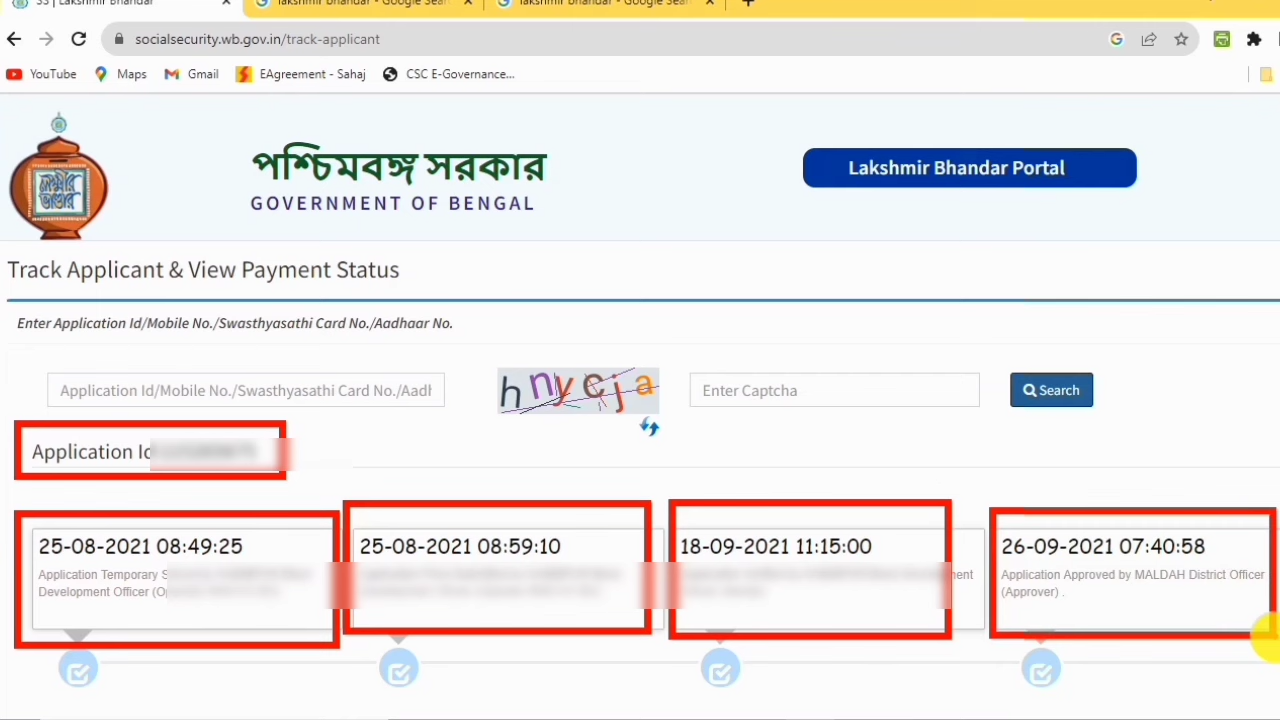 SS | Lakshmir Bhandar
lakshmir bhandar - Google Sear
lakshmir bhandar - Google Sear
socialsecurity.wb.gov.in/track-applicant
YouTube
Maps
Gmail
EAgreement - Sahaj
CSC E-Governance...
লক্ষ্মীর
ভাণ্ডার
পশ্চিমবঙ্গ সরকার
GOVERNMENT OF BENGAL
Lakshmir Bhandar Portal
Track Applicant & View Payment Status
Enter Application Id/Mobile No./Swasthyasathi Card No./Aadhaar No.
Application Id/Mobile No./Swasthyasathi Card No./Aadh
hnycja
Enter Captcha
Search
Application Id
25-08-2021 08:49:25
Application Temporary
Development Officer
25-08-2021 08:59:10
18-09-2021 11:15:00
26-09-2021 07:40:58
Application Approved by MALDAH District Officer
(Approver) .